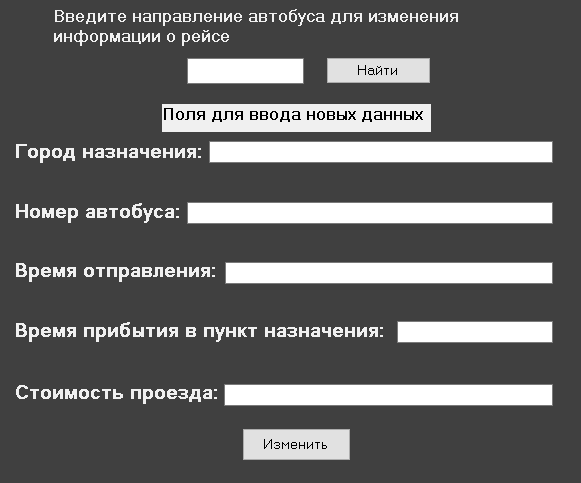 Введите направление автобуса для изменения
информации о рейсе
Найти
Поля для ввода новых данных
Город назначения:
Номер автобуса:
Время отправления:
Время прибытия в пункт назначения:
Стоимость проезда:
Изменить